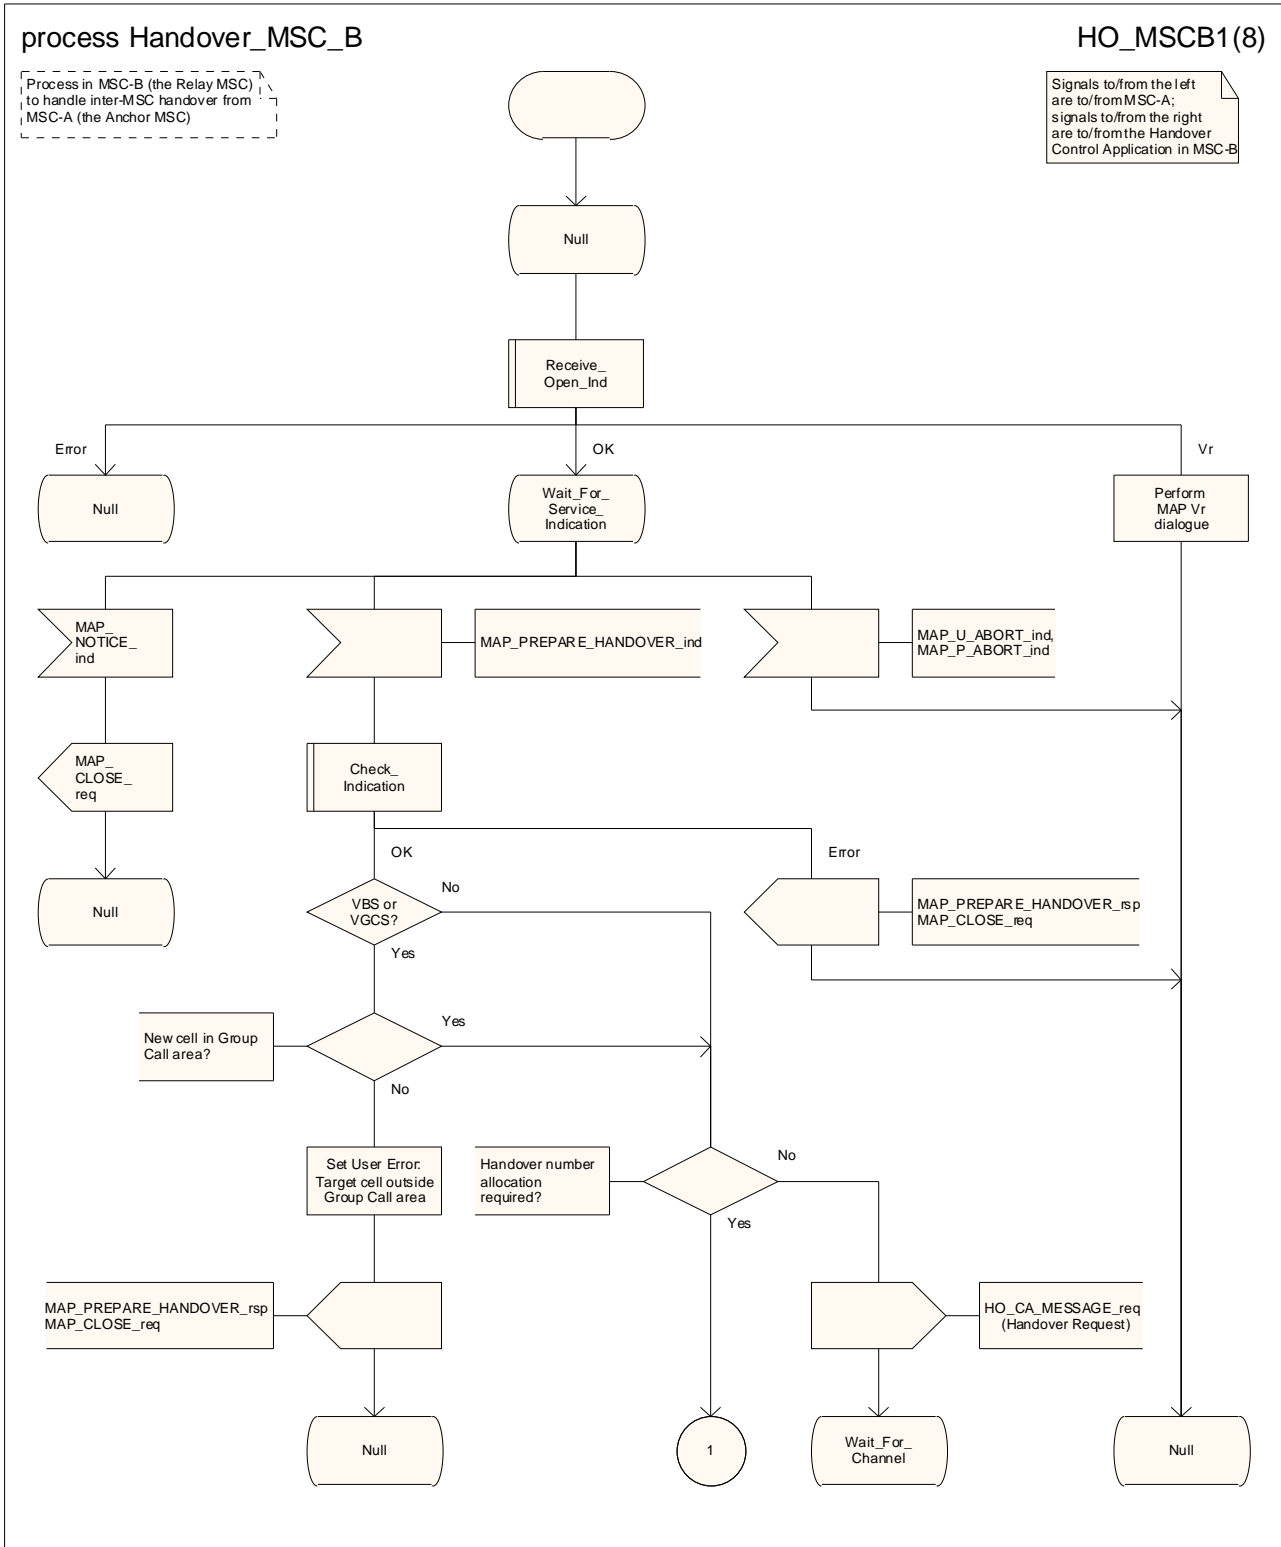 process Handover_MSC_B
HO_MSCB1(8)
Process in MSC-B (the Relay MSC)
to handle inter-MSC handover from
MSC-A (the Anchor MSC)
Signals to/from the left
are to/from MSC-A;
signals to/from the right
are to/from the Handover
Control Application in MSC-B
Null
Receive_
Open_Ind
Error
OK
Vr
Null
Wait_For_
Service_
Indication
Perform
MAP Vr
dialogue
MAP_
NOTICE_
ind
MAP_PREPARE_HANDOVER_ind
MAP_U_ABORT_ind,
MAP_P_ABORT_ind
MAP_
CLOSE_
req
Check_
Indication
OK
Error
Null
VBS or
VGCS?
No
Yes
MAP_PREPARE_HANDOVER_rsp
MAP_CLOSE_req
New cell in Group
Call area?
Yes
No
Set User Error:
Target cell outside
Group Call area
Handover number
allocation
required?
No
Yes
MAP_PREPARE_HANDOVER_rsp
MAP_CLOSE_req
HO_CA_MESSAGE_req
(Handover Request)
Null
1
Wait_For_
Channel
Null